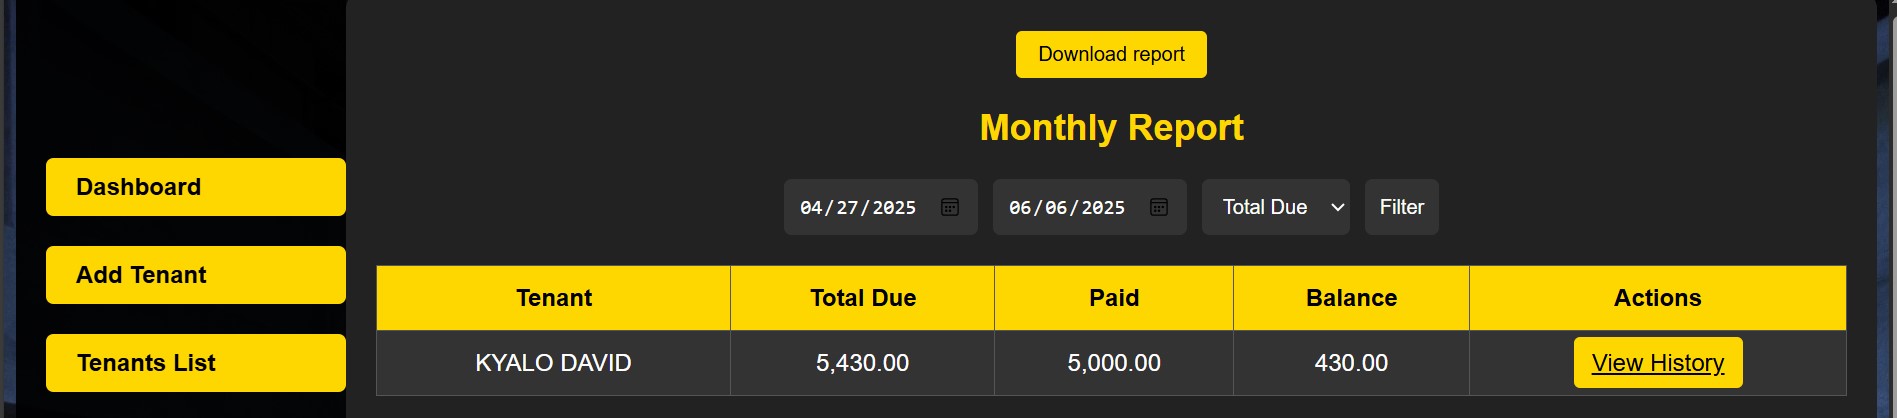 Download report
Monthly Report
Dashboard
Add Tenant
Tenants List
04/27/2025 06/06/2025 Total Due Filter
Tenant Total Due Paid Balance Actions
KYALO DAVID 5,430.00 5,000.00 430.00 View History